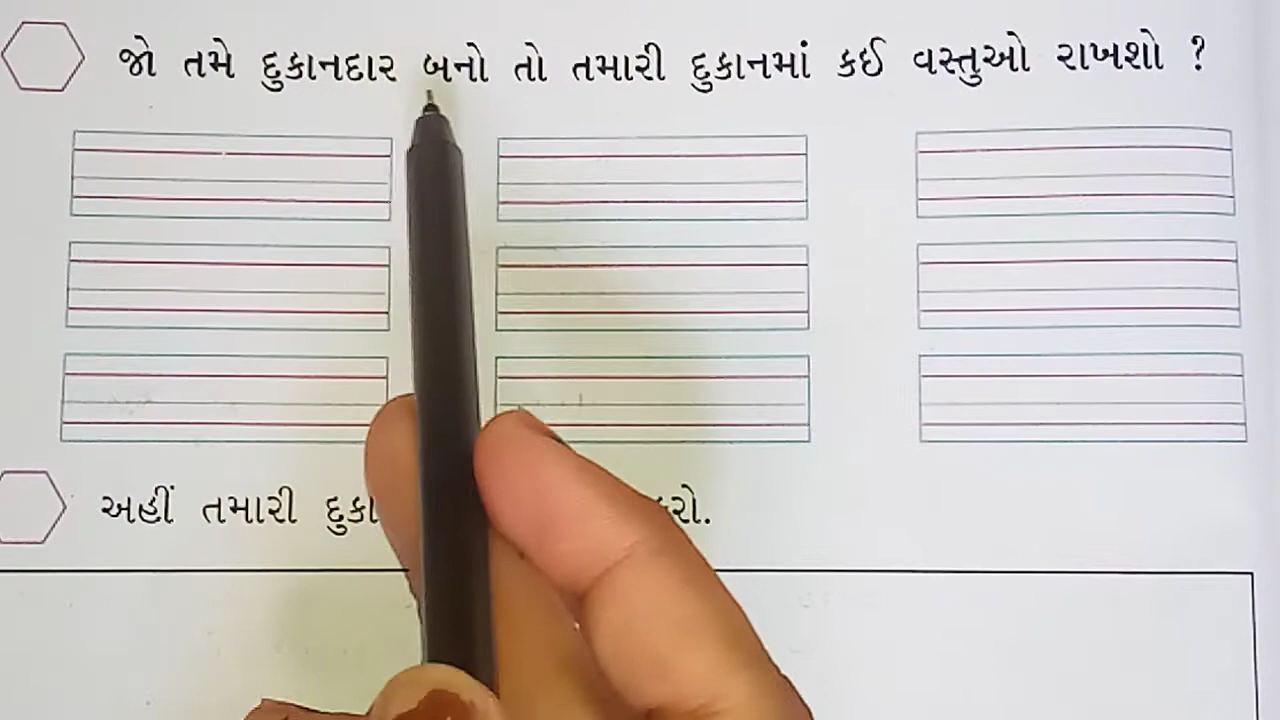 જો તમે દુકાનદાર બનો તો તમારી દુકાનમાં કઈ વસ્તુઓ રાખશો ?
અહીં તમારી